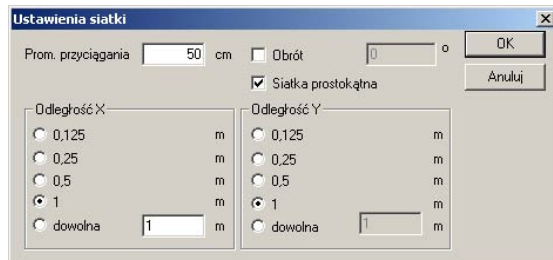 Ustawienia siatki
Prom. przyciągania 50 cm
Obrót 0 °
OK
Siatka prostokątna
Anuluj
Odległość X
0,125 m
0,25 m
0,5 m
1 m
dowolna 1 m
Odległość Y
0,125 m
0,25 m
0,5 m
1 m
dowolna 1 m